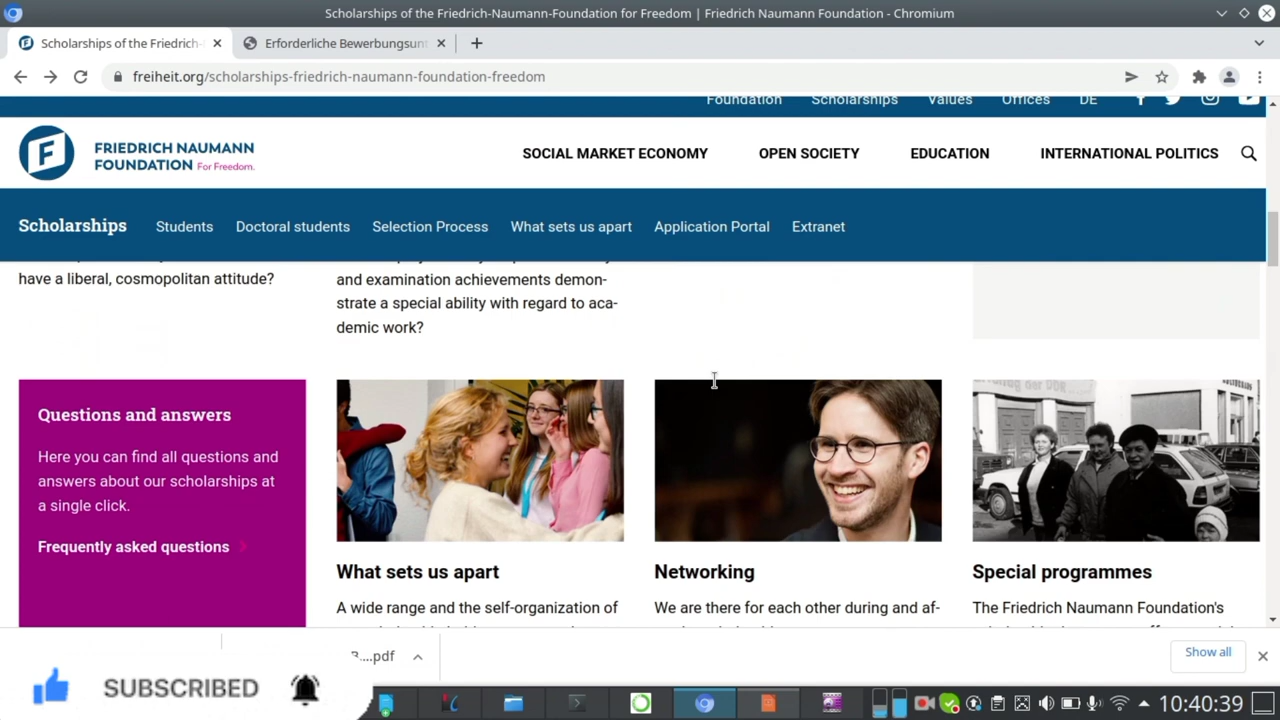 Scholarships of the Friedrich-Naumann-Foundation for Freedom | Friedrich Naumann Foundation - Chromium
Scholarships of the Friedrich-
Erforderliche Bewerbungsunt
freiheit.org/scholarships-friedrich-naumann-foundation-freedom
Foundation Scholarships Values Offices DE
FRIEDRICH NAUMANN
FOUNDATION For Freedom.
SOCIAL MARKET ECONOMY OPEN SOCIETY EDUCATION INTERNATIONAL POLITICS
Scholarships Students Doctoral students Selection Process What sets us apart Application Portal Extranet
have a liberal, cosmopolitan attitude?
and examination achievements demon-
strate a special ability with regard to aca-
demic work?
Questions and answers
Here you can find all questions and
answers about our scholarships at
a single click.
Frequently asked questions
What sets us apart
A wide range and the self-organization of
Networking
We are there for each other during and af-
Special programmes
The Friedrich Naumann Foundation's
B....pdf
Show all
SUBSCRIBED
10:40:39